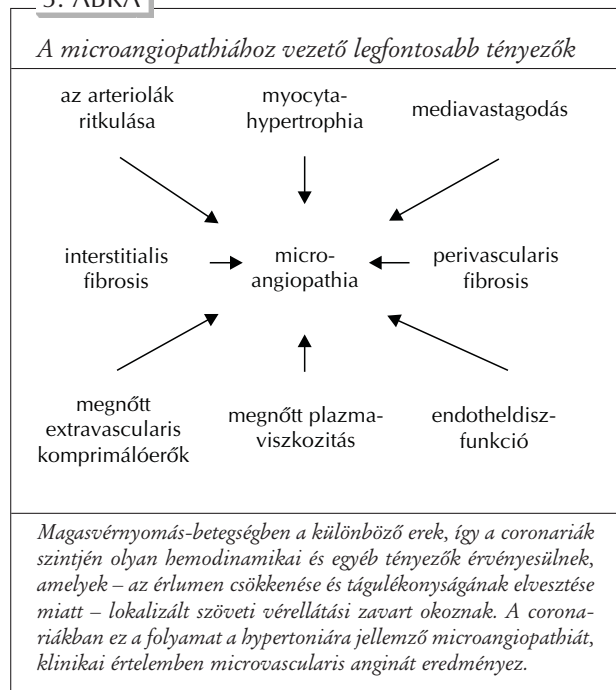 3. ÁBRA
A microangiopathiához vezető legfontosabb tényezők
az arteriolák
ritkulása
myocyta-
hypertrophia
mediavastagodás
interstitialis
fibrosis
micro-
angiopathia
perivascularis
fibrosis
megnőtt
extravascularis
komprimálóerők
megnőtt plazma-
viszkozitás
endotheldisz-
funkció
Magasvérnyomás-betegségben a különböző erek, így a coronariák
szintjén olyan hemodinamikai és egyéb tényezők érvényesülnek,
amelyek – az érlumen csökkenése és tágulékonyságának elvesztése
miatt – lokalizált szöveti vérellátási zavart okoznak. A corona-
riákban ez a folyamat a hypertoniára jellemző microangiopathiát,
klinikai értelemben microvascularis anginát eredményez.